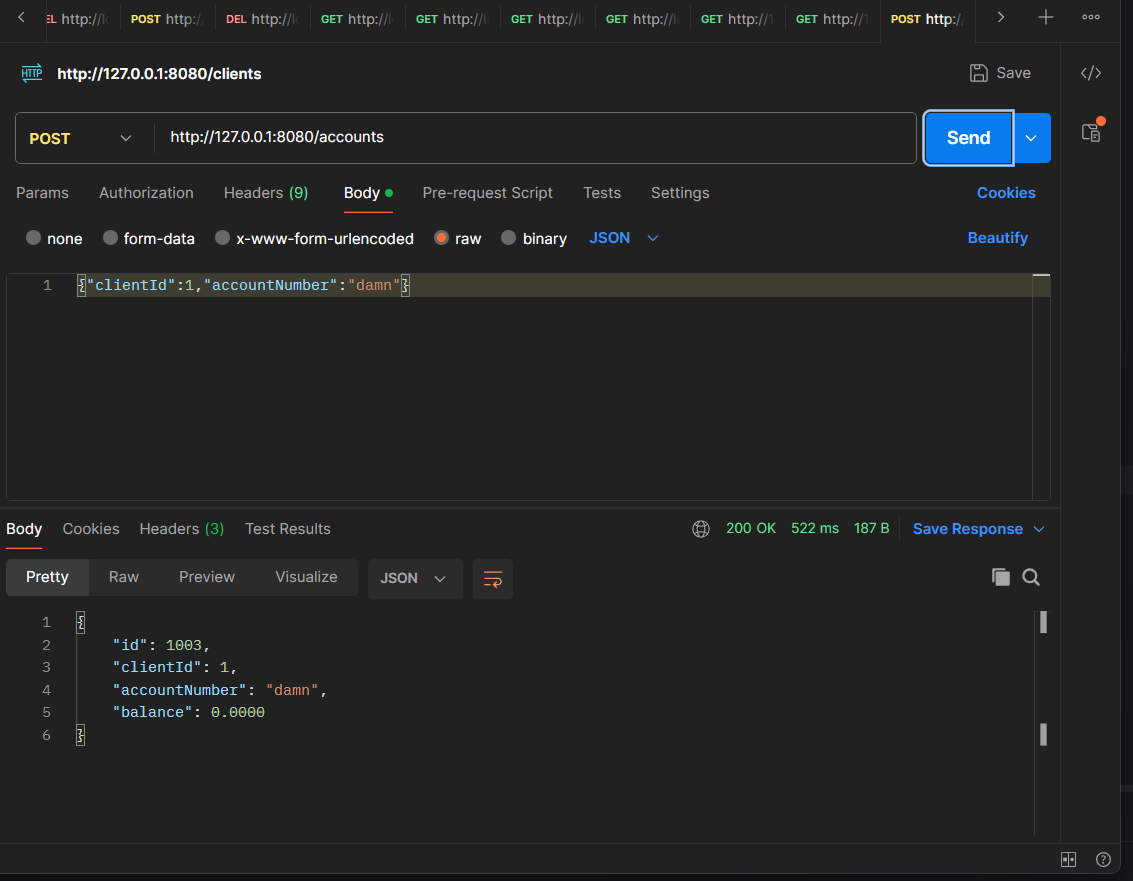 POST http:/ DEL http://l GET http://l GET http://l GET http://l GET http://l GET http://1 GET http://1 POST http:/
HTTP http://127.0.0.1:8080/clients Save </>
POST http://127.0.0.1:8080/accounts Send
Params Authorization Headers (9) Body Pre-request Script Tests Settings Cookies
none form-data x-www-form-urlencoded raw binary JSON Beautify
1 {"clientId":1,"accountNumber":"damn"}
Body Cookies Headers (3) Test Results 200 OK 522 ms 187 B Save Response
Pretty Raw Preview Visualize JSON
1 {
2 "id": 1003,
3 "clientId": 1,
4 "accountNumber": "damn",
5 "balance": 0.0000
6 }